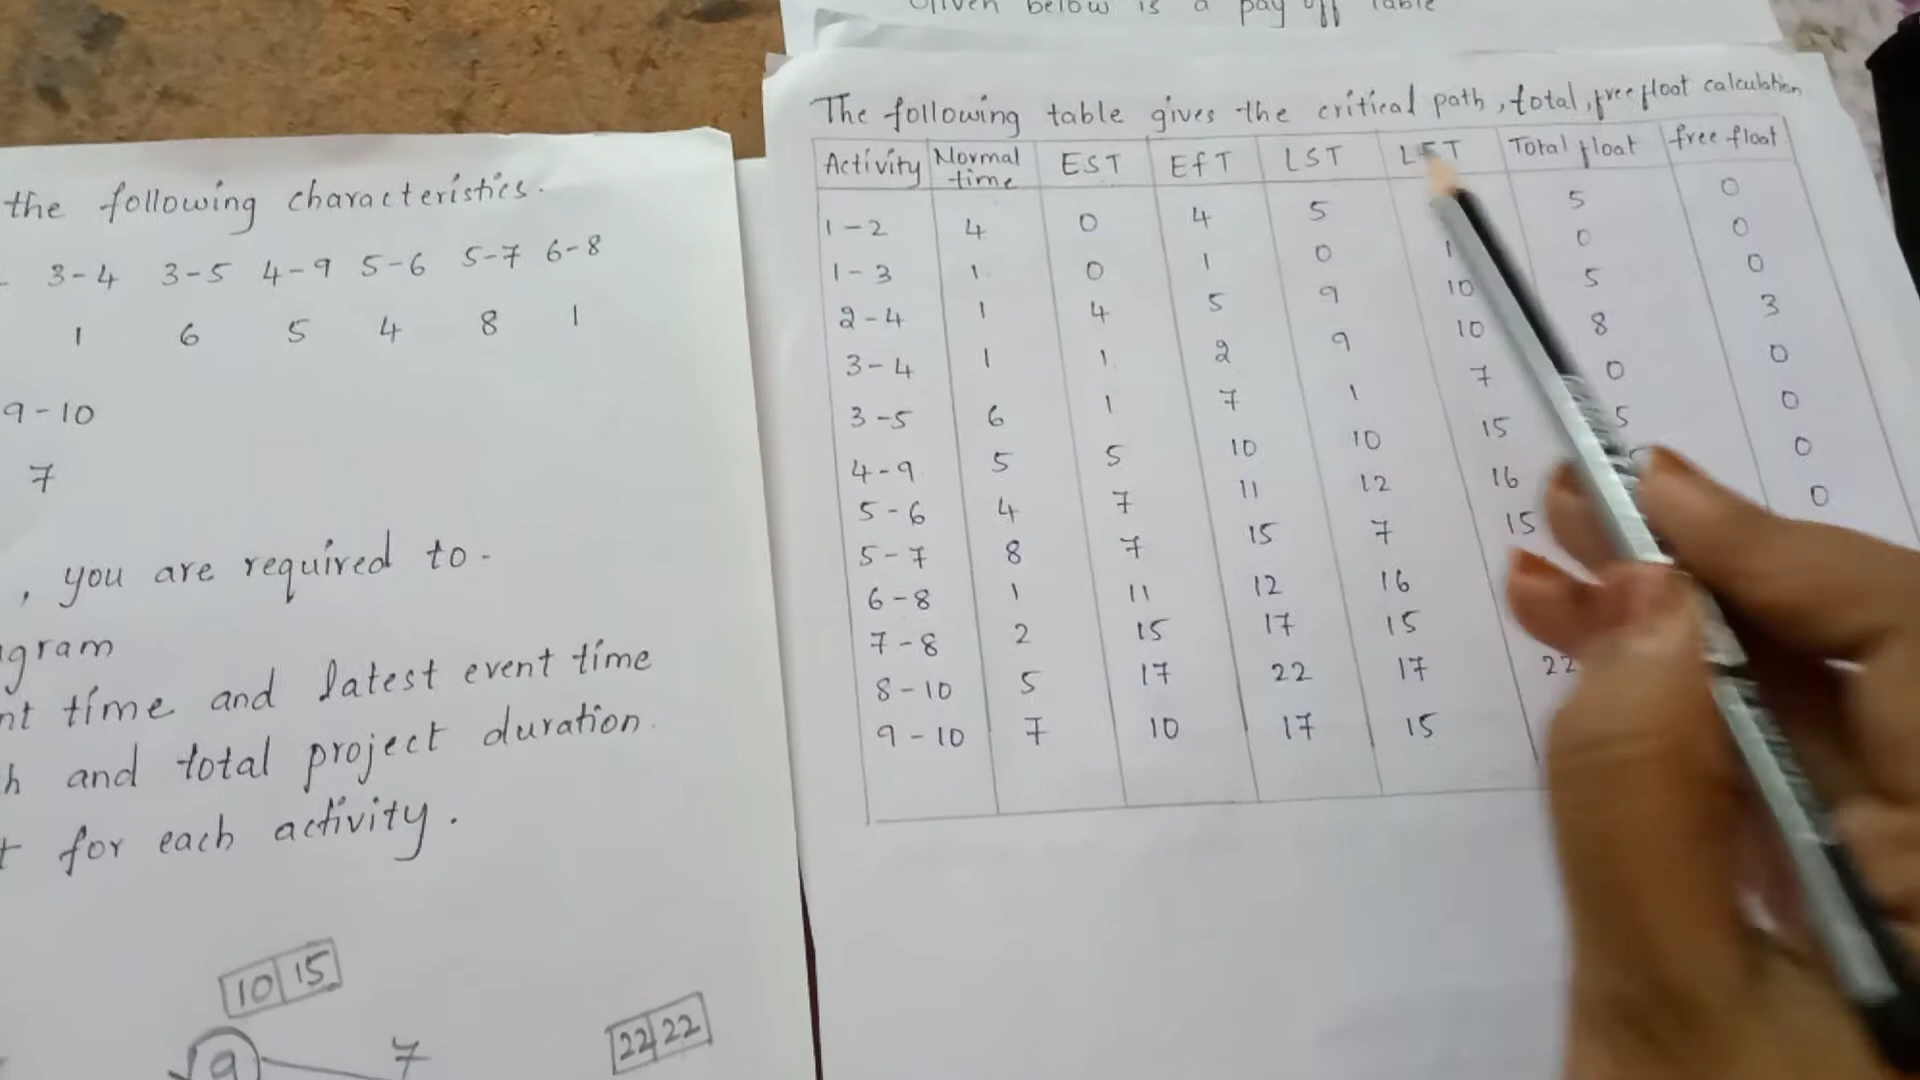 Given below is a pay off table
the following characteristics.
3-4 3-5 4-9 5-6 5-7 6-8
1 6 5 4 8 1
9-10
7
, you are required to -
gram
nt time and latest event time
h and total project duration.
t for each activity.
10 15
9
7
22 22
The following table gives the critical path, total, free float calculation
Activity Normal time EST EfT LST LFT Total float free float
1-2 4 0 4 5 5 0
1-3 1 0 1 0 1 0 0
2-4 1 4 5 9 10 5 0
3-4 1 1 2 9 10 8 3
3-5 6 1 7 1 7 0 0
4-9 5 5 10 10 15 5 0
5-6 4 7 11 12 16 0
5-7 8 7 15 7 15 0
6-8 1 11 12 16
7-8 2 15 17 15
8-10 5 17 22 17 22
9-10 7 10 17 15